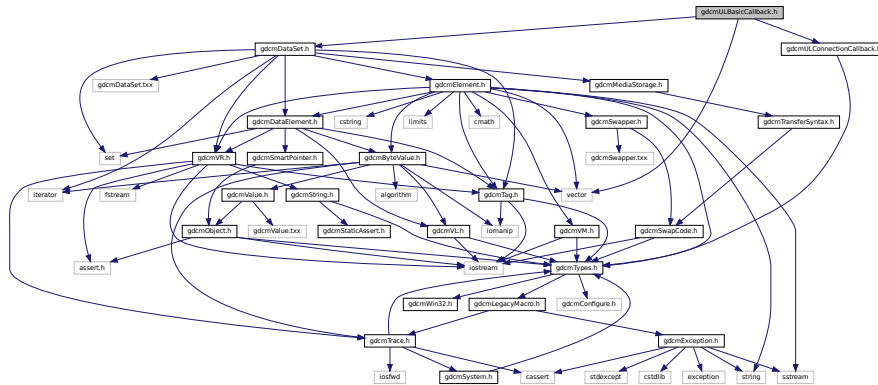 gdcmULBasicCallback.h
gdcmDataSet.h
gdcmULConnectionCallback.h
gdcmDataSet.txx
gdcmElement.h
gdcmMediaStorage.h
gdcmDataElement.h
cstring
limits
cmath
gdcmSwapper.h
gdcmTransferSyntax.h
set
gdcmVR.h
gdcmSmartPointer.h
gdcmByteValue.h
gdcmSwapper.txx
iterator
fstream
gdcmValue.h
gdcmString.h
algorithm
gdcmTag.h
vector
gdcmObject.h
gdcmValue.txx
gdcmStaticAssert.h
gdcmVL.h
iomanip
gdcmVM.h
gdcmSwapCode.h
assert.h
iostream
gdcmTypes.h
gdcmWin32.h
gdcmLegacyMacro.h
gdcmConfigure.h
gdcmTrace.h
gdcmException.h
iosfwd
gdcmSystem.h
cassert
stdexcept
cstdlib
exception
string
sstream